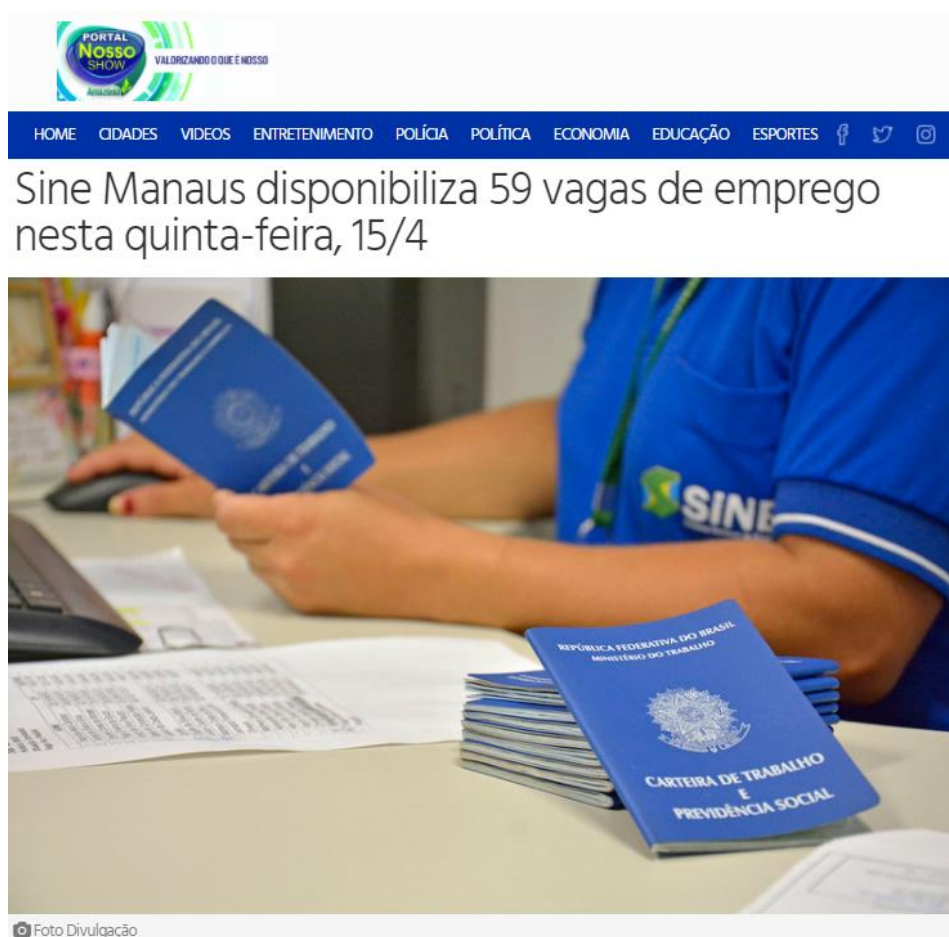 PORTAL
Nosso
SHOW
Amazônia
VALORIZANDO O QUE É NOSSO
HOME CIDADES VIDEOS ENTRETENIMENTO POLÍCIA POLÍTICA ECONOMIA EDUCAÇÃO ESPORTES
Sine Manaus disponibiliza 59 vagas de emprego
nesta quinta-feira, 15/4
SINE
REPÚBLICA FEDERATIVA DO BRASIL
MINISTÉRIO DO TRABALHO
CARTEIRA DE TRABALHO
E
PREVIDÊNCIA SOCIAL
Foto Divulgação